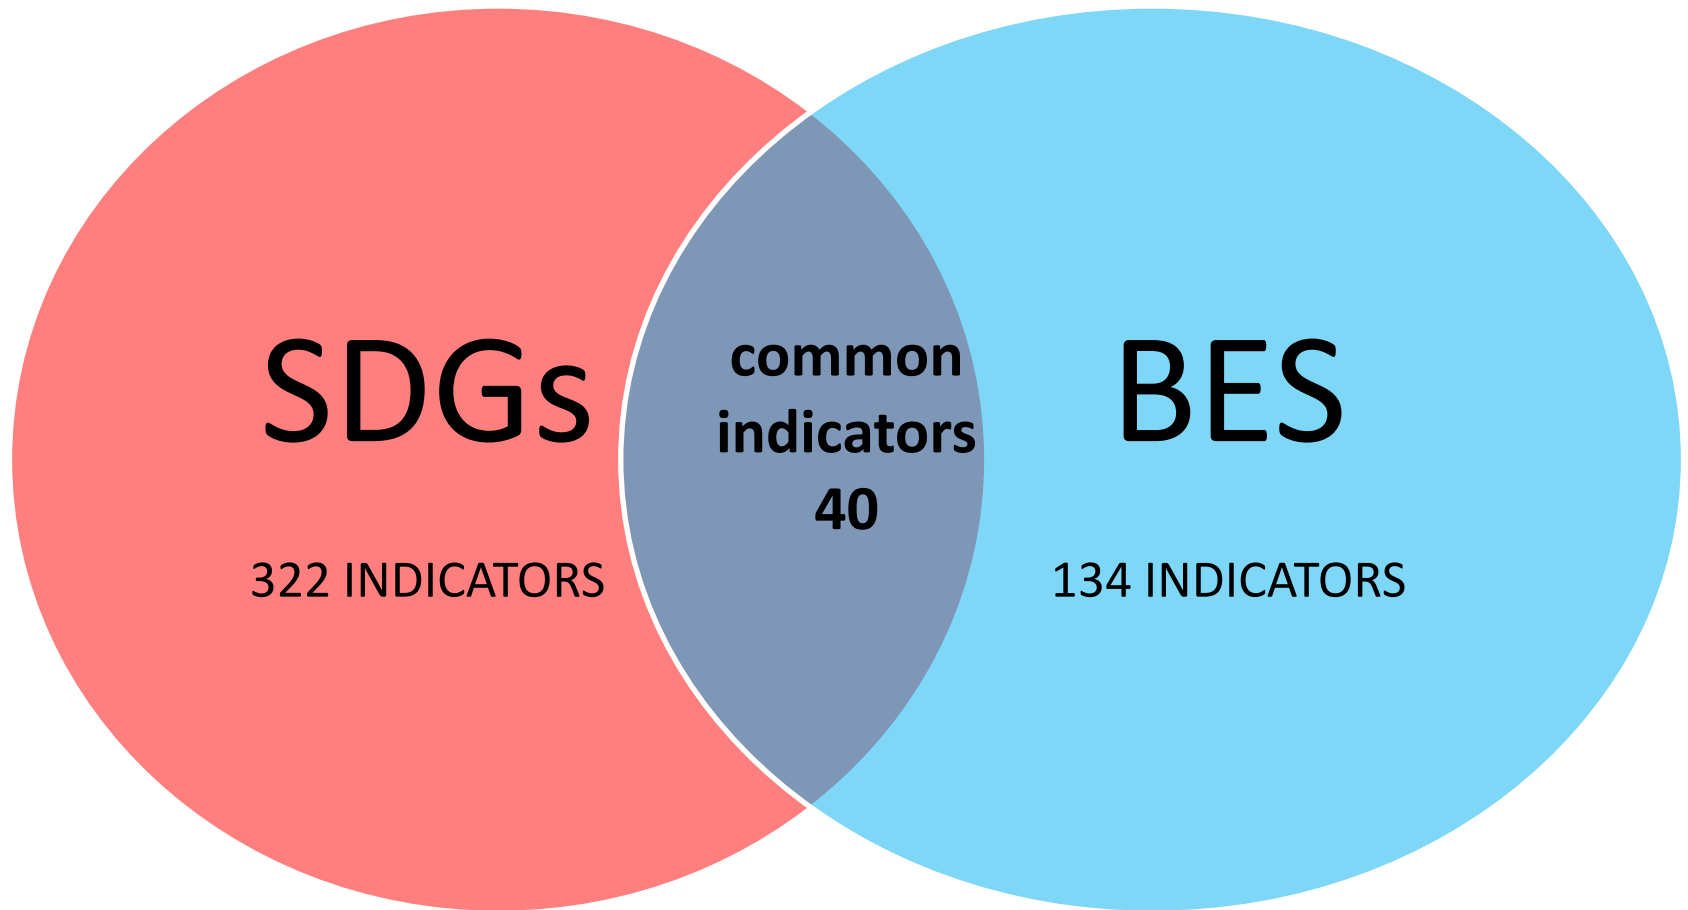 SDGs
322 INDICATORS
common
indicators
40
BES
134 INDICATORS